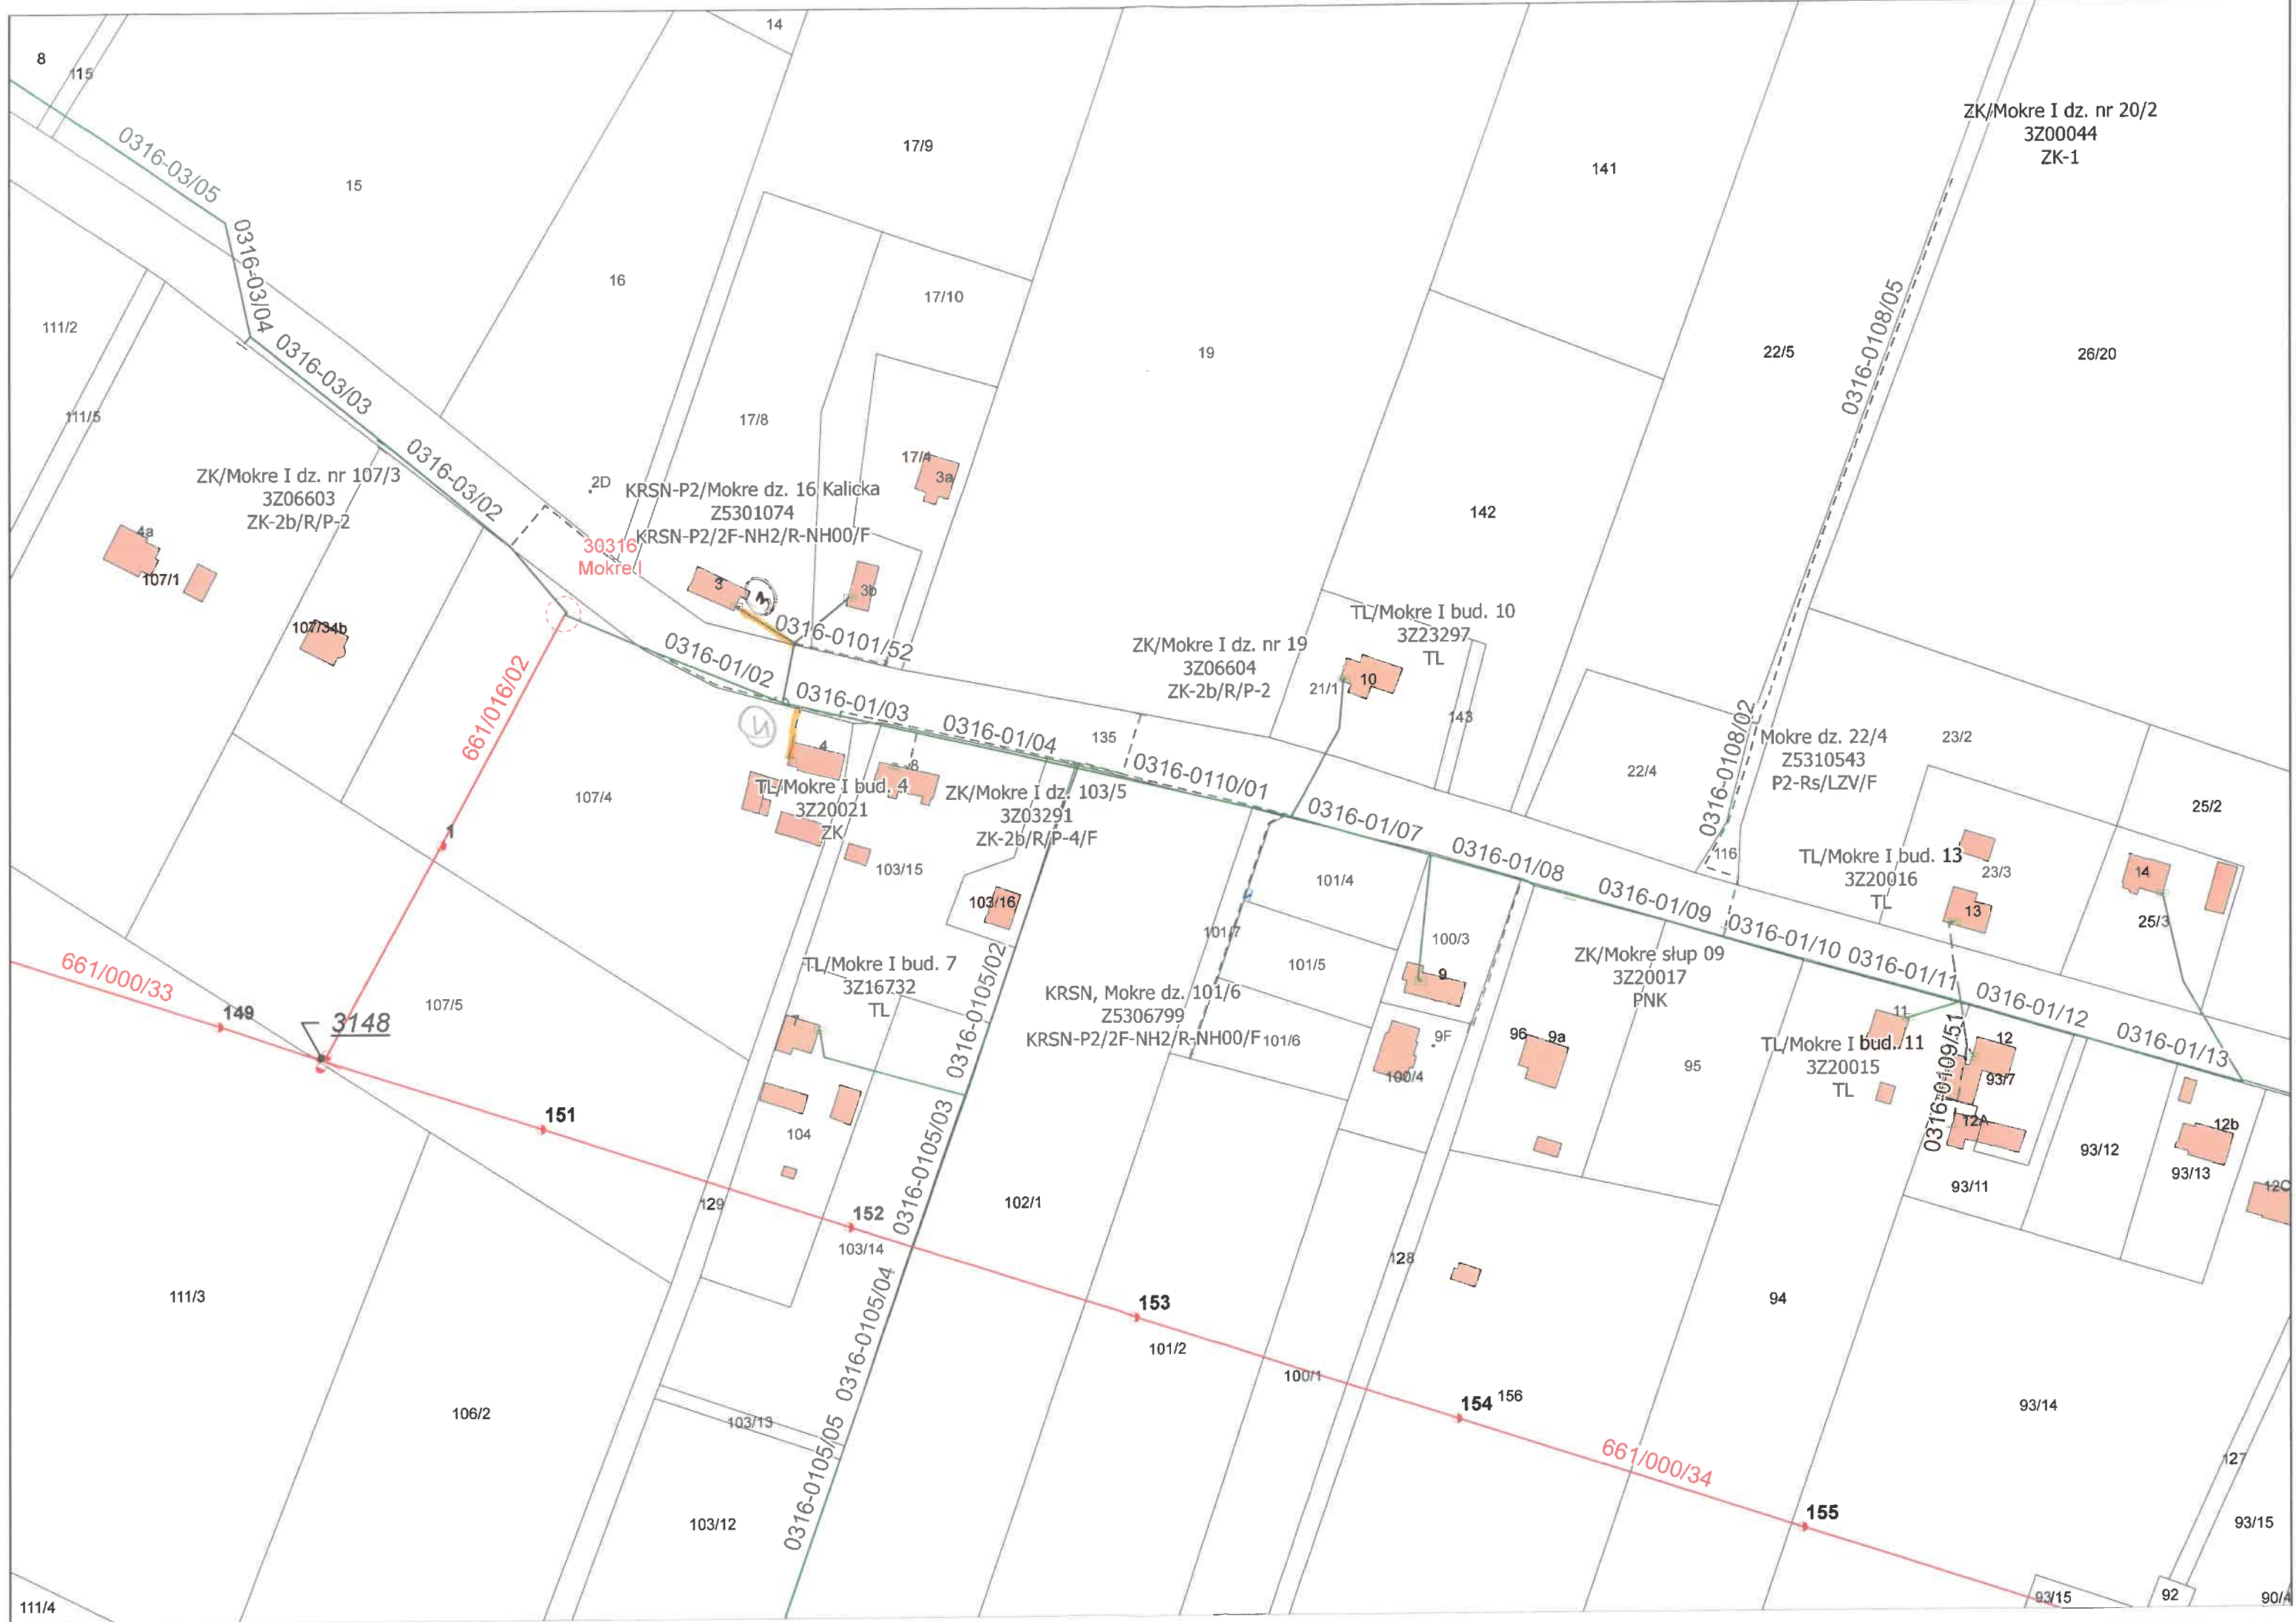 14
8
115
ZK/Mokre I dz. nr 20/2
3Z00044
ZK-1
0316-03/05
17/9
141
15
0316-03/04
16
17/10
111/2
0316-03/03
19
22/5
26/20
0316-0108/05
111/5
17/8
0316-03/02
17/4
3a
ZK/Mokre I dz. nr 107/3
3Z06603
ZK-2b/R/P-2
2D
KRSN-P2/Mokre dz. 16 Kalicka
Z5301074
KRSN-P2/2F-NH2/R-NH00/F
142
30316
Mokre I
4a
107/1
3
3b
107/34b
0316-0101/52
TL/Mokre I bud. 10
3Z23297
TL
ZK/Mokre I dz. nr 19
3Z06604
ZK-2b/R/P-2
0316-01/02
661/016/02
21/1
10
143
0316-01/03
0316-01/04
135
0316-0108/02
Mokre dz. 22/4
Z5310543
P2-Rs/LZV/F
23/2
4
8
0316-0110/01
22/4
TL/Mokre I bud. 4
3Z20021
ZK
ZK/Mokre I dz. 103/5
3Z03291
ZK-2b/R/P-4/F
107/4
25/2
1
0316-01/07
0316-01/08
116
TL/Mokre I bud. 13
3Z20016
TL
23/3
14
103/15
101/4
0316-01/09
103/16
13
25/3
101/7
100/3
0316-01/10
0316-01/11
661/000/33
TL/Mokre I bud. 7
3Z16732
TL
0316-0105/02
101/5
9
ZK/Mokre słup 09
3Z20017
PNK
KRSN, Mokre dz. 101/6
Z5306799
KRSN-P2/2F-NH2/R-NH00/F
101/6
0316-01/12
149
3148
107/5
7
11
0316-01/13
9F
96
9a
TL/Mokre I bud. 11
3Z20015
TL
12
0316-0109/51
95
93/7
100/4
151
104
0316-0105/03
12A
12b
93/12
93/13
93/11
12C
129
152
102/1
103/14
128
111/3
0316-0105/04
94
153
101/2
100/1
154
156
93/14
106/2
103/13
0316-0105/05
661/000/34
127
155
103/12
93/15
111/4
93/15
92
90/4